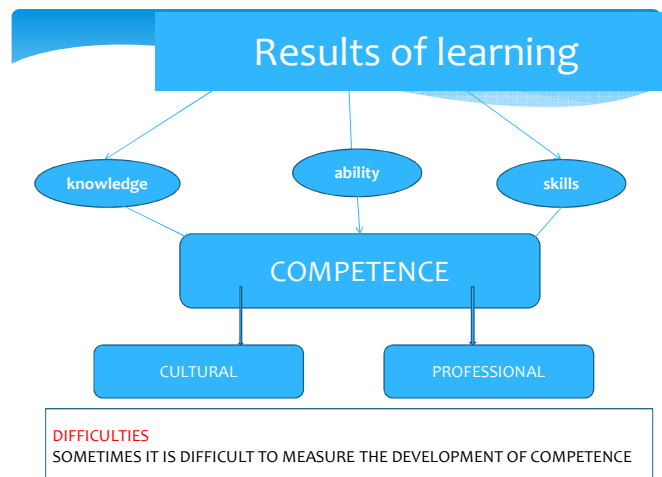 Results of learning
knowledge
ability
skills
COMPETENCE
CULTURAL
PROFESSIONAL
DIFFICULTIES
SOMETIMES IT IS DIFFICULT TO MEASURE THE DEVELOPMENT OF COMPETENCE